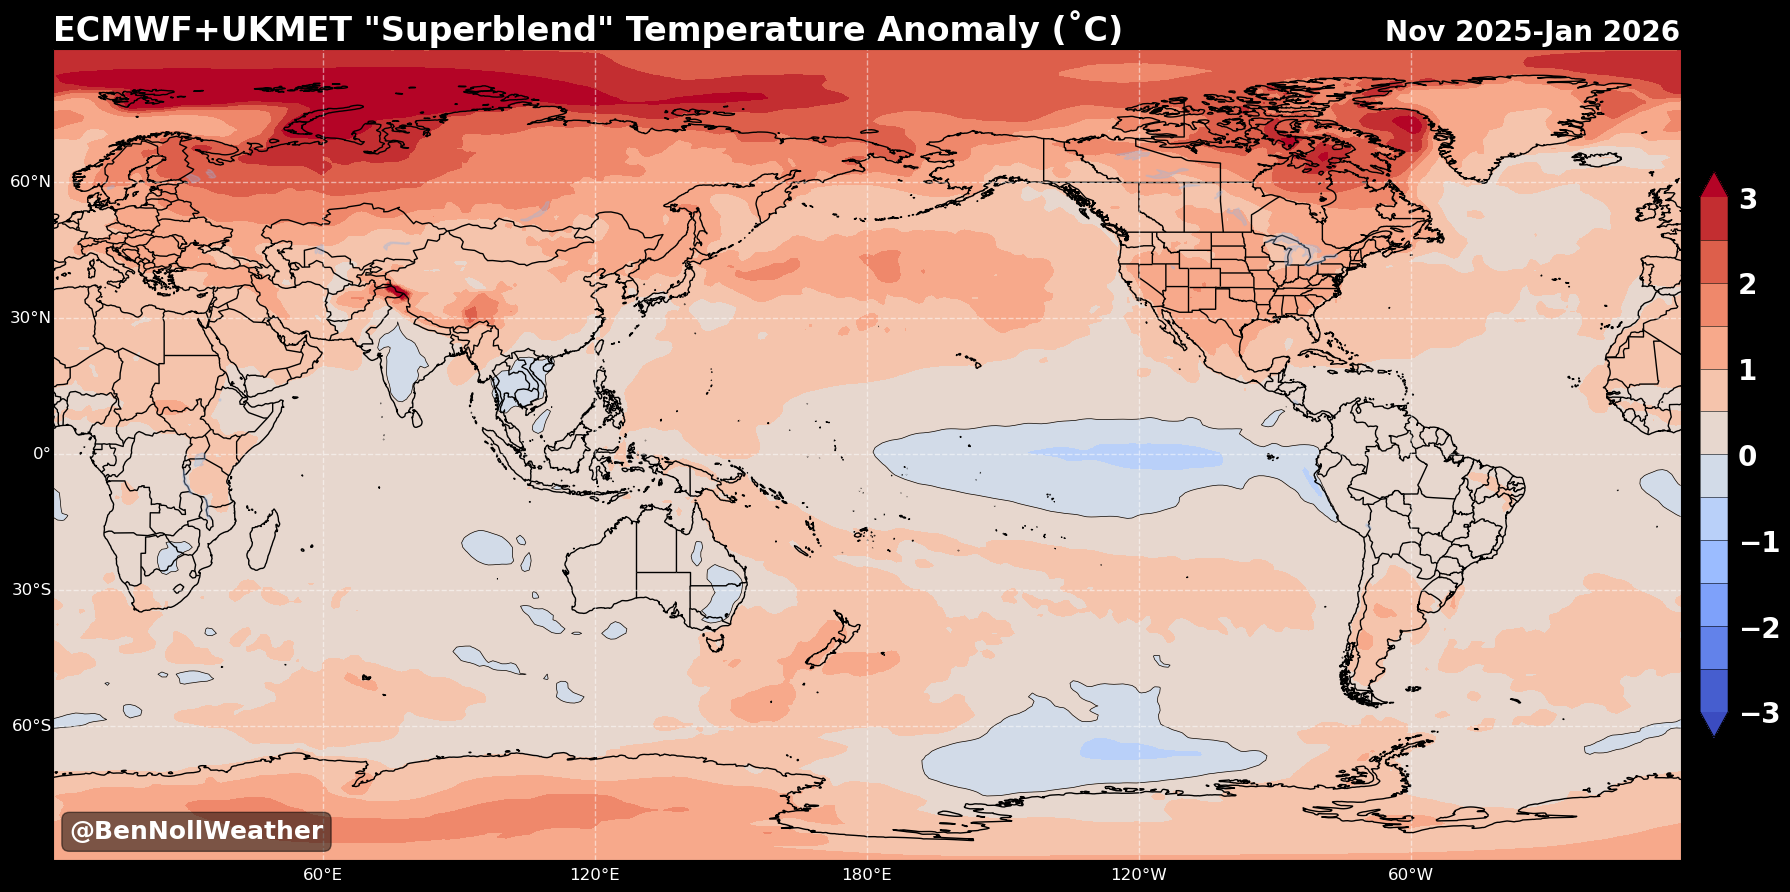 ECMWF+UKMET "Superblend" Temperature Anomaly (˚C)
Nov 2025-Jan 2026
60°N
30°N
0°
30°S
60°S
60°E
120°E
180°E
120°W
60°W
3
2
1
0
−1
−2
−3
@BenNollWeather